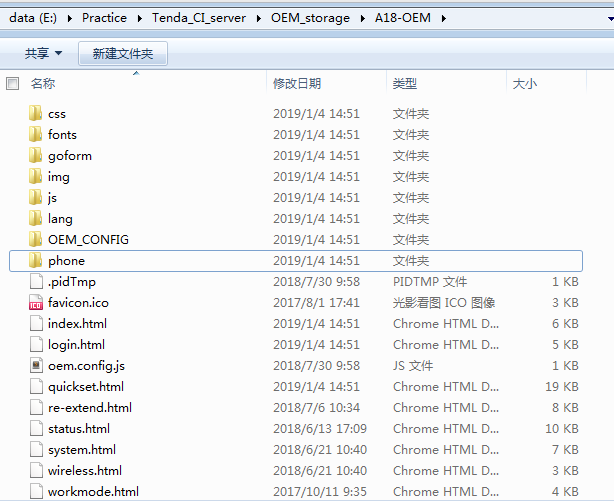 data (E:) Practice Tenda_CI_server OEM_storage A18-OEM
共享 新建文件夹
名称 修改日期 类型 大小
css 2019/1/4 14:51 文件夹
fonts 2019/1/4 14:51 文件夹
goform 2019/1/4 14:51 文件夹
img 2019/1/4 14:51 文件夹
js 2019/1/4 14:51 文件夹
lang 2019/1/4 14:51 文件夹
OEM_CONFIG 2019/1/4 14:51 文件夹
phone 2019/1/4 14:51 文件夹
.pidTmp 2018/7/30 9:58 PIDTMP 文件 1 KB
ICO favicon.ico 2017/8/1 17:41 光影看图 ICO 图像 3 KB
index.html 2019/1/4 14:51 Chrome HTML D... 6 KB
login.html 2019/1/4 14:51 Chrome HTML D... 5 KB
oem.config.js 2018/7/30 9:58 JS 文件 1 KB
quickset.html 2019/1/4 14:51 Chrome HTML D... 19 KB
re-extend.html 2018/7/6 10:34 Chrome HTML D... 8 KB
status.html 2018/6/13 17:09 Chrome HTML D... 10 KB
system.html 2018/6/21 10:40 Chrome HTML D... 7 KB
wireless.html 2018/6/21 10:40 Chrome HTML D... 3 KB
workmode.html 2017/10/11 9:35 Chrome HTML D... 4 KB